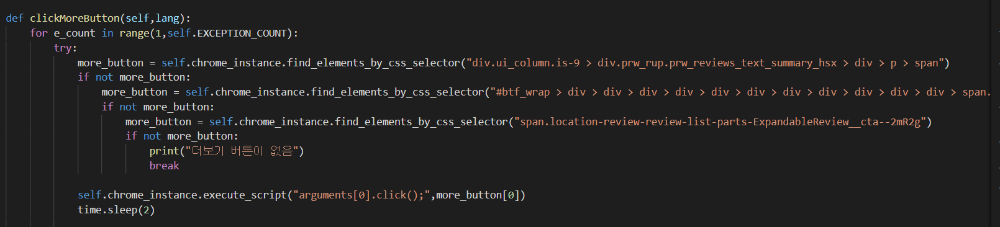 def clickMoreButton(self,lang):
for e_count in range(1,self.EXCEPTION_COUNT):
try:
more_button = self.chrome_instance.find_elements_by_css_selector("div.ui_column.is-9 > div.prw_rup.prw_reviews_text_summary_hsx > div > p > span")
if not more_button:
more_button = self.chrome_instance.find_elements_by_css_selector("#btf_wrap > div > div > div > div > div > div > div > div > div > div > div > span.
if not more_button:
more_button = self.chrome_instance.find_elements_by_css_selector("span.location-review-review-list-parts-ExpandableReview__cta--2mR2g")
if not more_button:
print("더보기 버튼이 없음")
break
self.chrome_instance.execute_script("arguments[0].click();",more_button[0])
time.sleep(2)